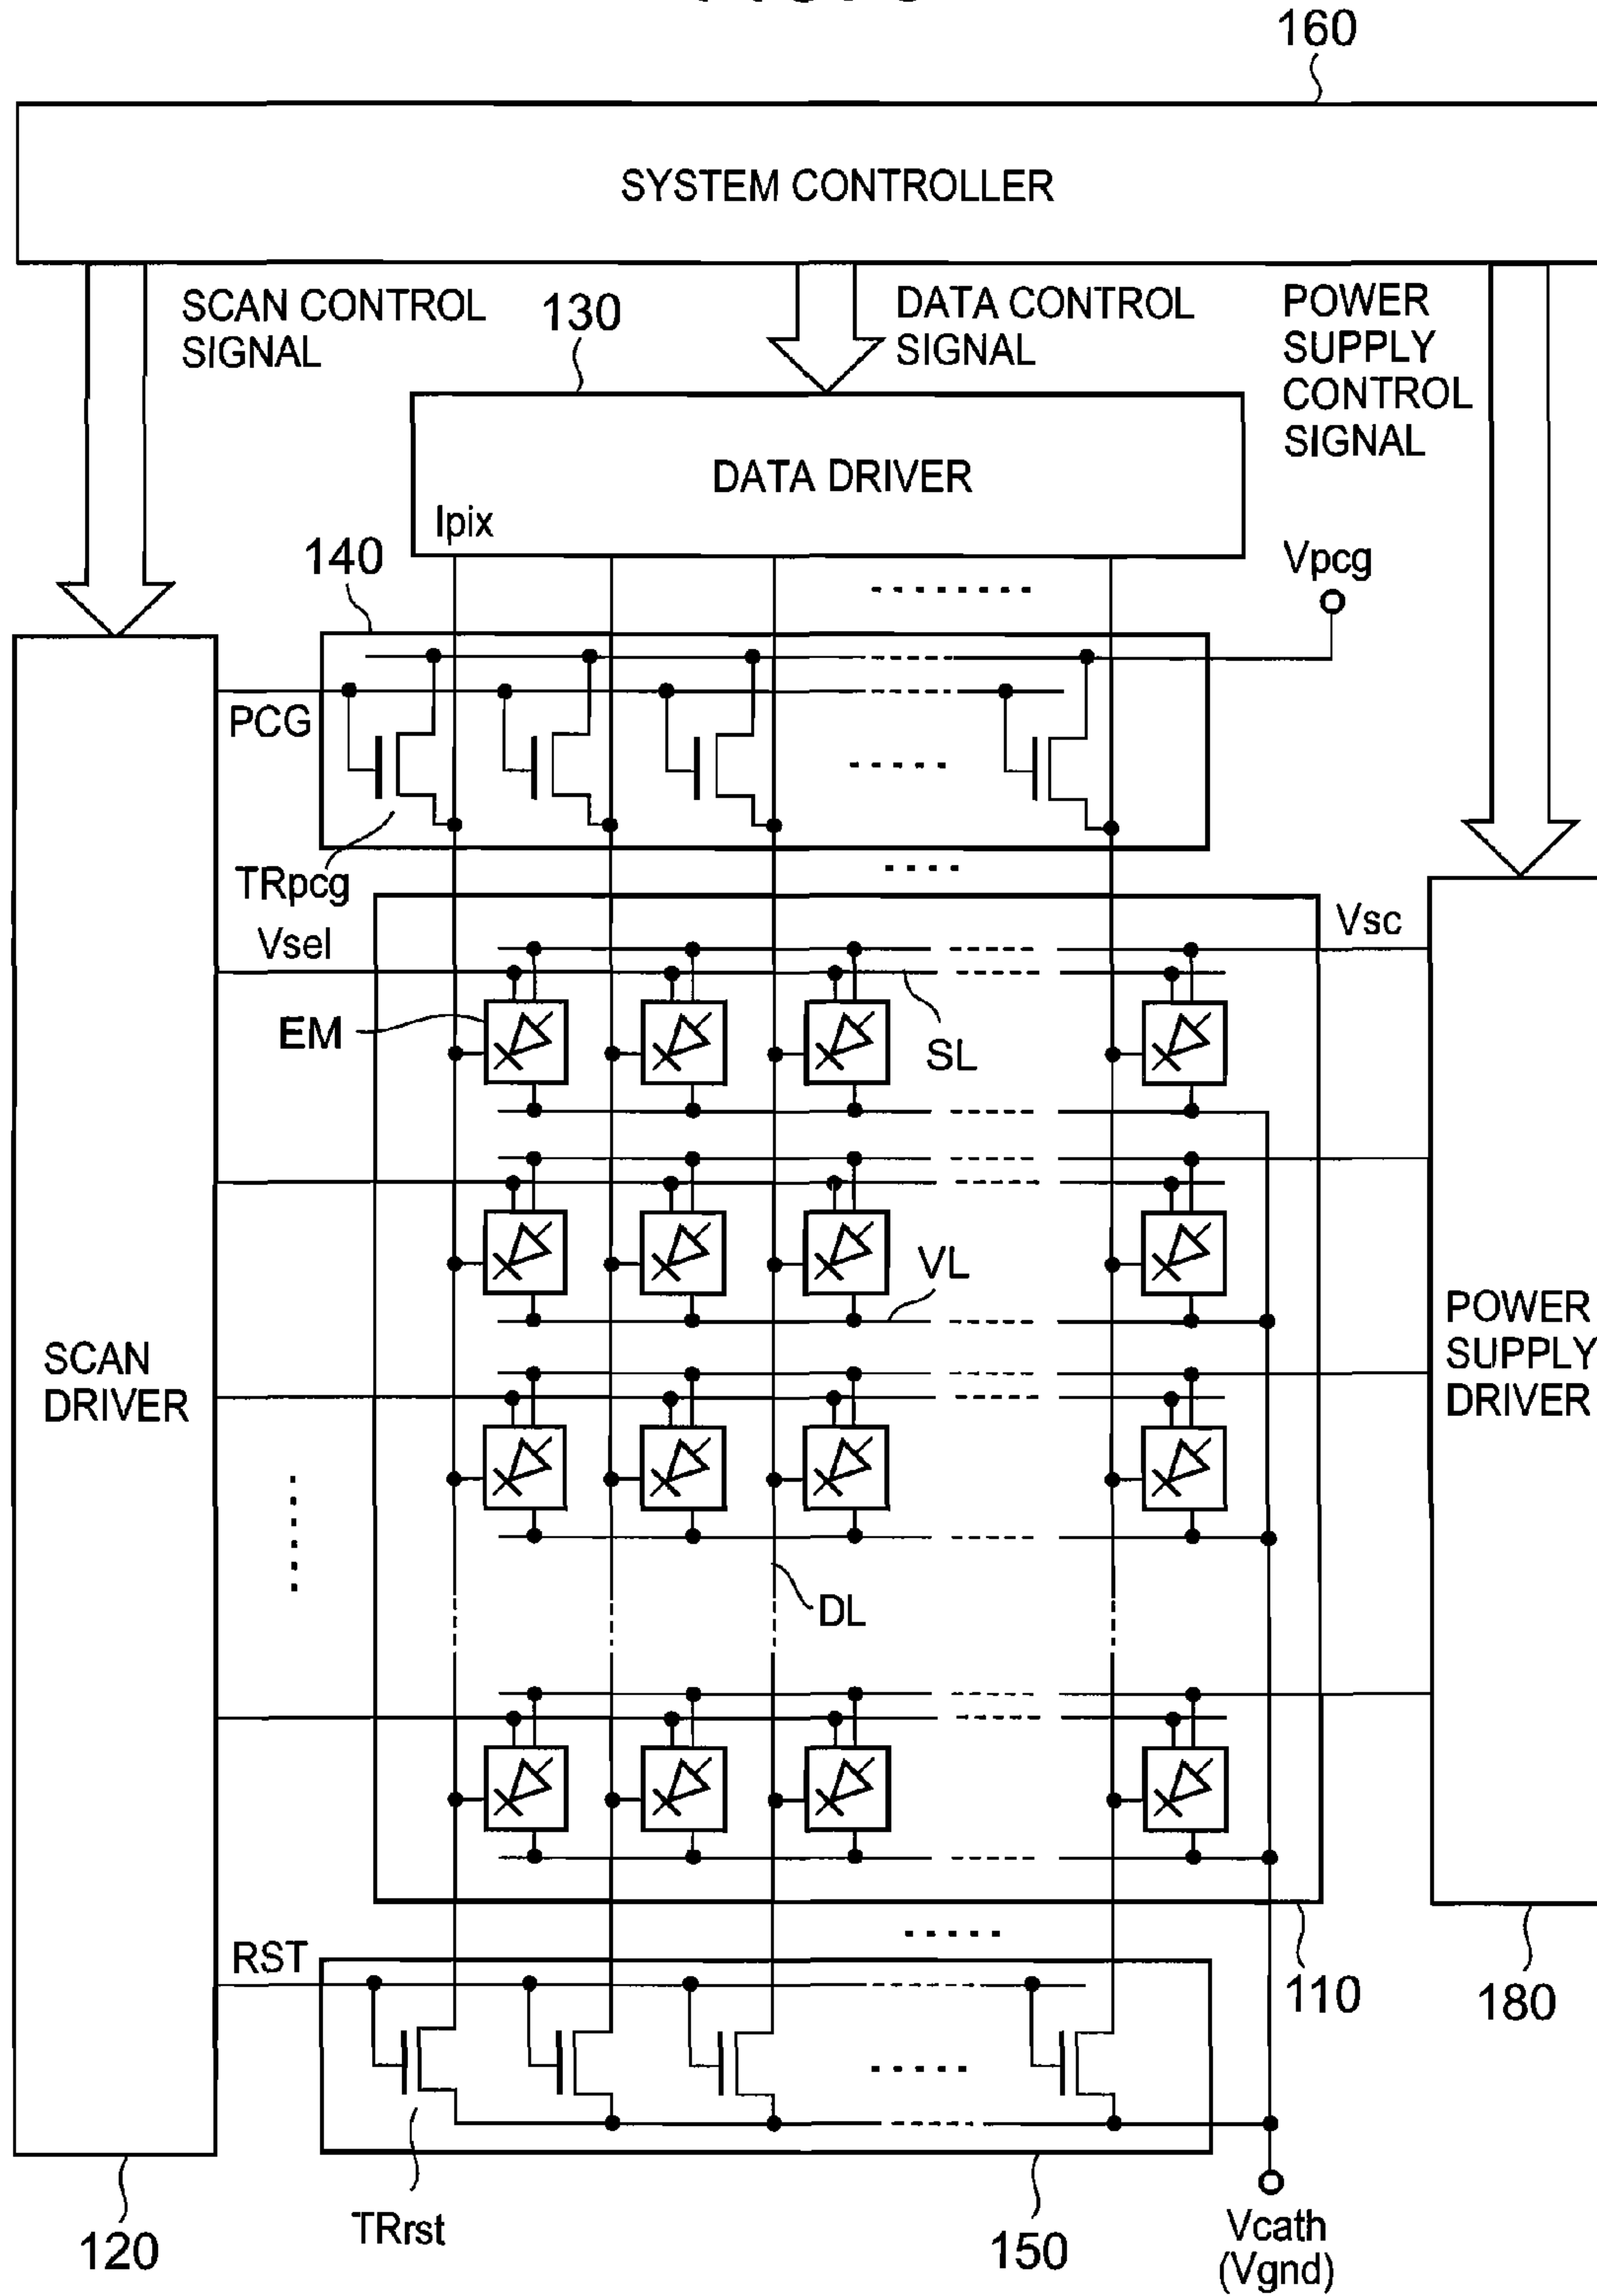 160
SYSTEM CONTROLLER
SCAN CONTROL
SIGNAL
130
DATA CONTROL
SIGNAL
POWER
SUPPLY
CONTROL
SIGNAL
DATA DRIVER
Ipix
140
Vpcg
PCG
TRpcg
Vsel
Vsc
EM
SL
VL
SCAN
DRIVER
POWER
SUPPLY
DRIVER
DL
RST
110
180
TRrst
120
150
Vcath
(Vgnd)